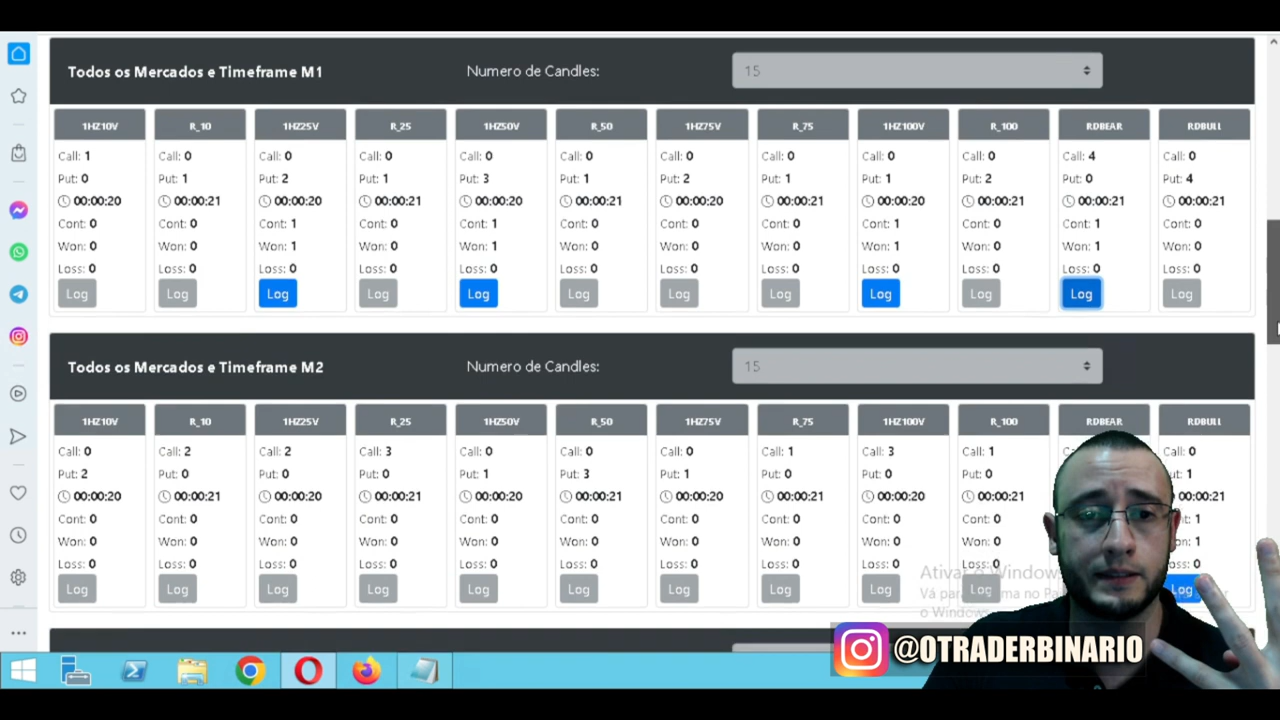 Todos os Mercados e Timeframe M1 Numero de Candles: 15
1HZ10V R_10 1HZ25V R_25 1HZ50V R_50 1HZ75V R_75 1HZ100V R_100 RDBEAR RDBULL
Call: 1 Call: 0 Call: 0 Call: 0 Call: 0 Call: 0 Call: 0 Call: 0 Call: 0 Call: 0 Call: 4 Call: 0
Put: 0 Put: 1 Put: 2 Put: 1 Put: 3 Put: 1 Put: 2 Put: 1 Put: 1 Put: 2 Put: 0 Put: 4
00:00:20 00:00:21 00:00:20 00:00:21 00:00:20 00:00:21 00:00:20 00:00:21 00:00:20 00:00:21 00:00:21 00:00:21
Cont: 0 Cont: 0 Cont: 1 Cont: 0 Cont: 1 Cont: 0 Cont: 0 Cont: 0 Cont: 1 Cont: 0 Cont: 1 Cont: 0
Won: 0 Won: 0 Won: 1 Won: 0 Won: 1 Won: 0 Won: 0 Won: 0 Won: 1 Won: 0 Won: 1 Won: 0
Loss: 0 Loss: 0 Loss: 0 Loss: 0 Loss: 0 Loss: 0 Loss: 0 Loss: 0 Loss: 0 Loss: 0 Loss: 0 Loss: 0
Log Log Log Log Log Log Log Log Log Log Log Log
Todos os Mercados e Timeframe M2 Numero de Candles: 15
1HZ10V R_10 1HZ25V R_25 1HZ50V R_50 1HZ75V R_75 1HZ100V R_100 RDBEAR RDBULL
Call: 0 Call: 2 Call: 2 Call: 3 Call: 0 Call: 0 Call: 0 Call: 1 Call: 3 Call: 1 Call: 0
Put: 2 Put: 0 Put: 0 Put: 0 Put: 1 Put: 3 Put: 1 Put: 0 Put: 0 Put: 0 Put: 1
00:00:20 00:00:21 00:00:20 00:00:21 00:00:20 00:00:21 00:00:20 00:00:21 00:00:20 00:00:21 00:00:21
Cont: 0 Cont: 0 Cont: 0 Cont: 0 Cont: 0 Cont: 0 Cont: 0 Cont: 0 Cont: 0 Cont: 0 nt: 1
Won: 0 Won: 0 Won: 0 Won: 0 Won: 0 Won: 0 Won: 0 Won: 0 Won: 0 Won: 0 1
Loss: 0 Loss: 0 Loss: 0 Loss: 0 Loss: 0 Loss: 0 Loss: 0 Loss: 0 Loss: 0 0 0
Log Log Log Log Log Log Log Log Log Log Log
Ativar o Windows
Vá para
o Windows
@OTRADERBINARIO